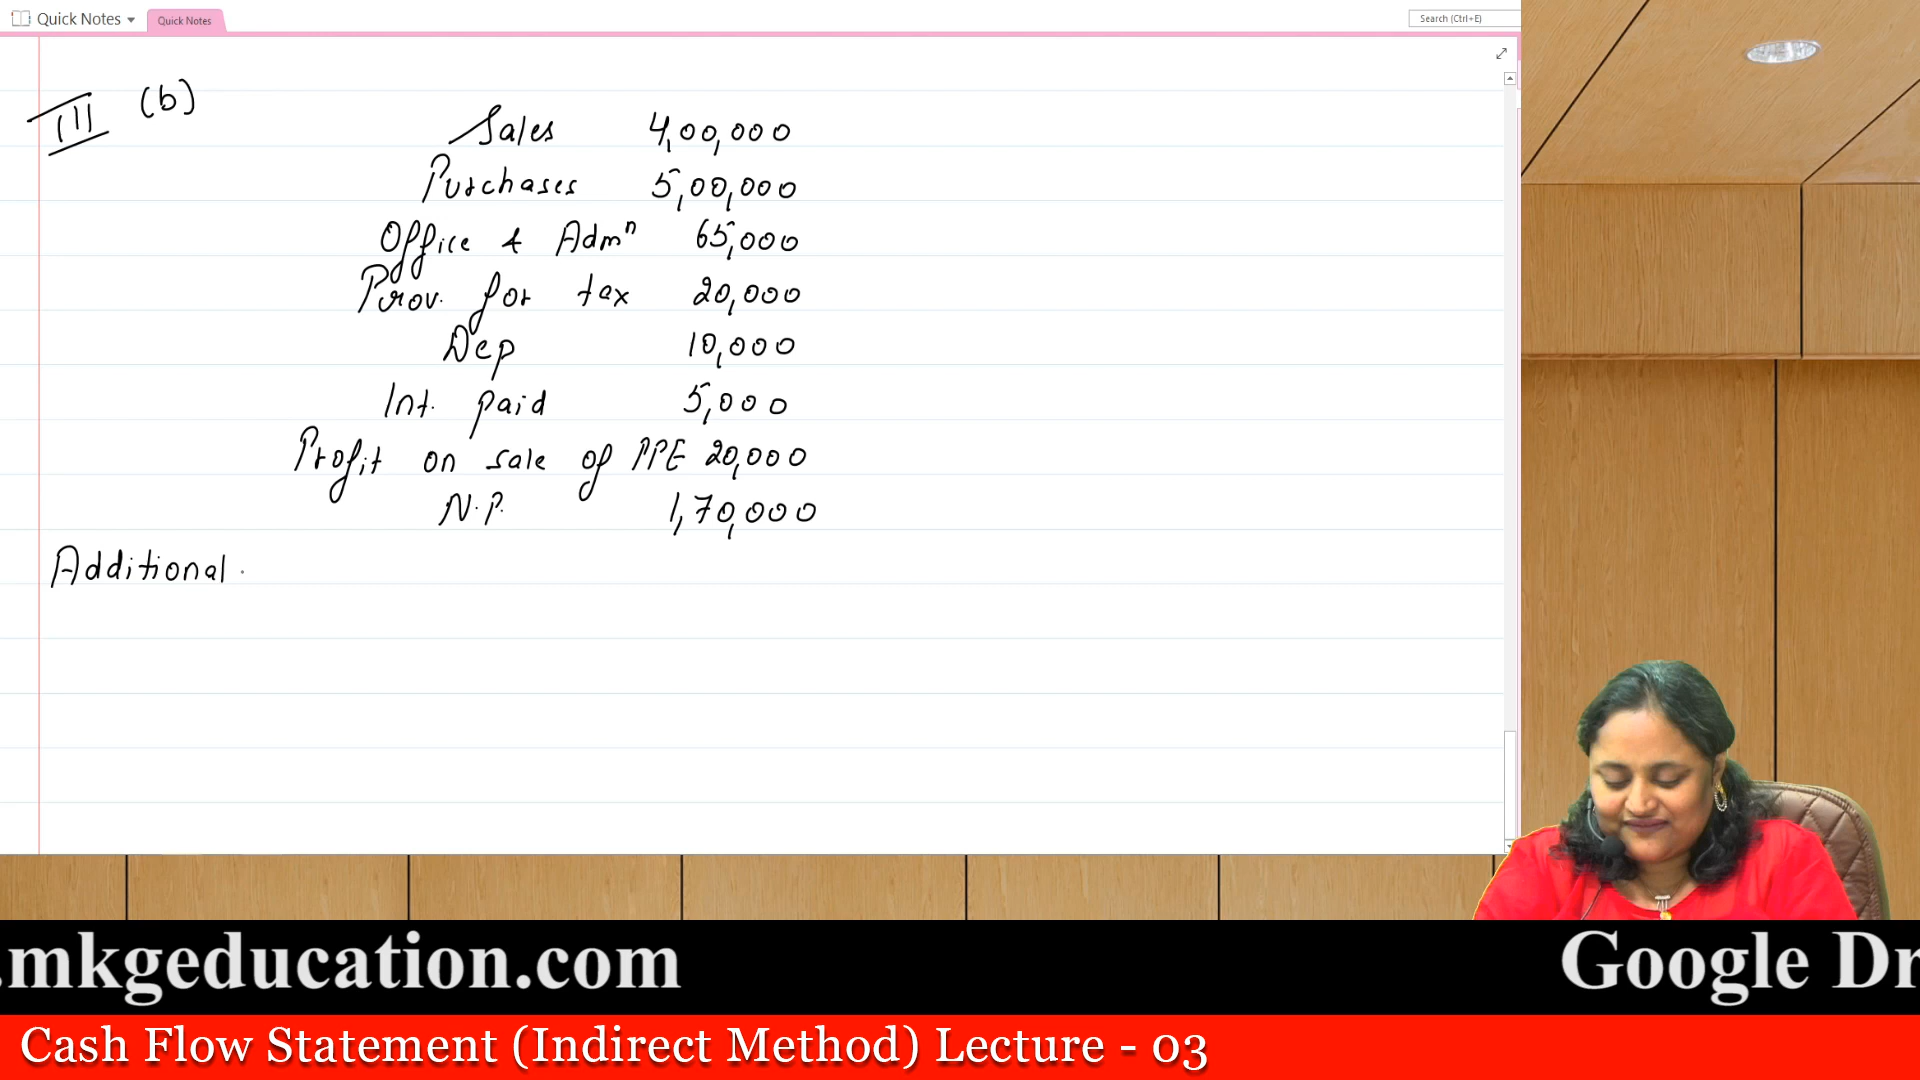 Quick Notes
Quick Notes
Search (Ctrl+E)
III (b)
Sales 4,00,000
Purchases 5,00,000
Office & Admⁿ 65,000
Prov. for tax 20,000
Dep 10,000
Int. paid 5,000
Profit on sale of PPE 20,000
N.P. 1,70,000
Additional
.mkgeducation.com
Google Dr
Cash Flow Statement (Indirect Method) Lecture - 03